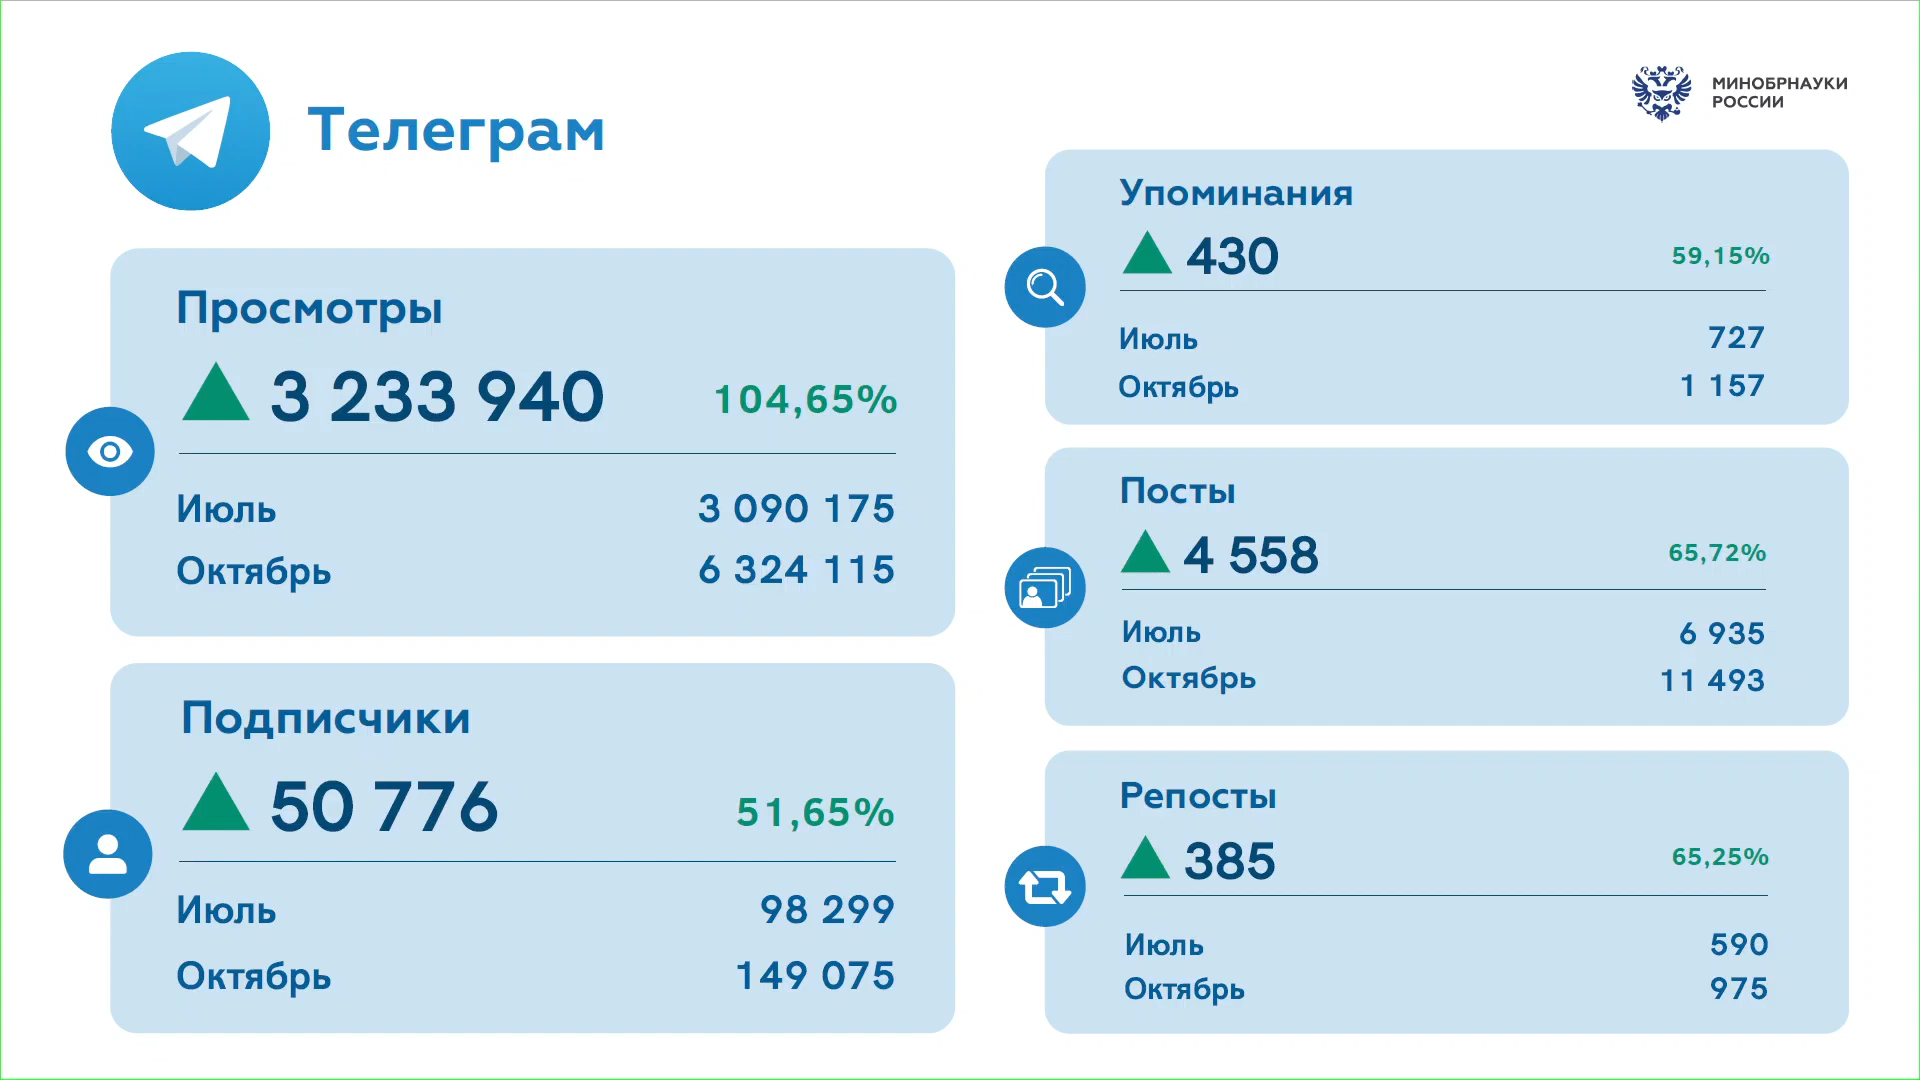 Телеграм
МИНОБРНАУКИ
РОССИИ
Просмотры
3 233 940 104,65%
Июль 3 090 175
Октябрь 6 324 115
Подписчики
50 776 51,65%
Июль 98 299
Октябрь 149 075
Упоминания
430 59,15%
Июль 727
Октябрь 1 157
Посты
4 558 65,72%
Июль 6 935
Октябрь 11 493
Репосты
385 65,25%
Июль 590
Октябрь 975